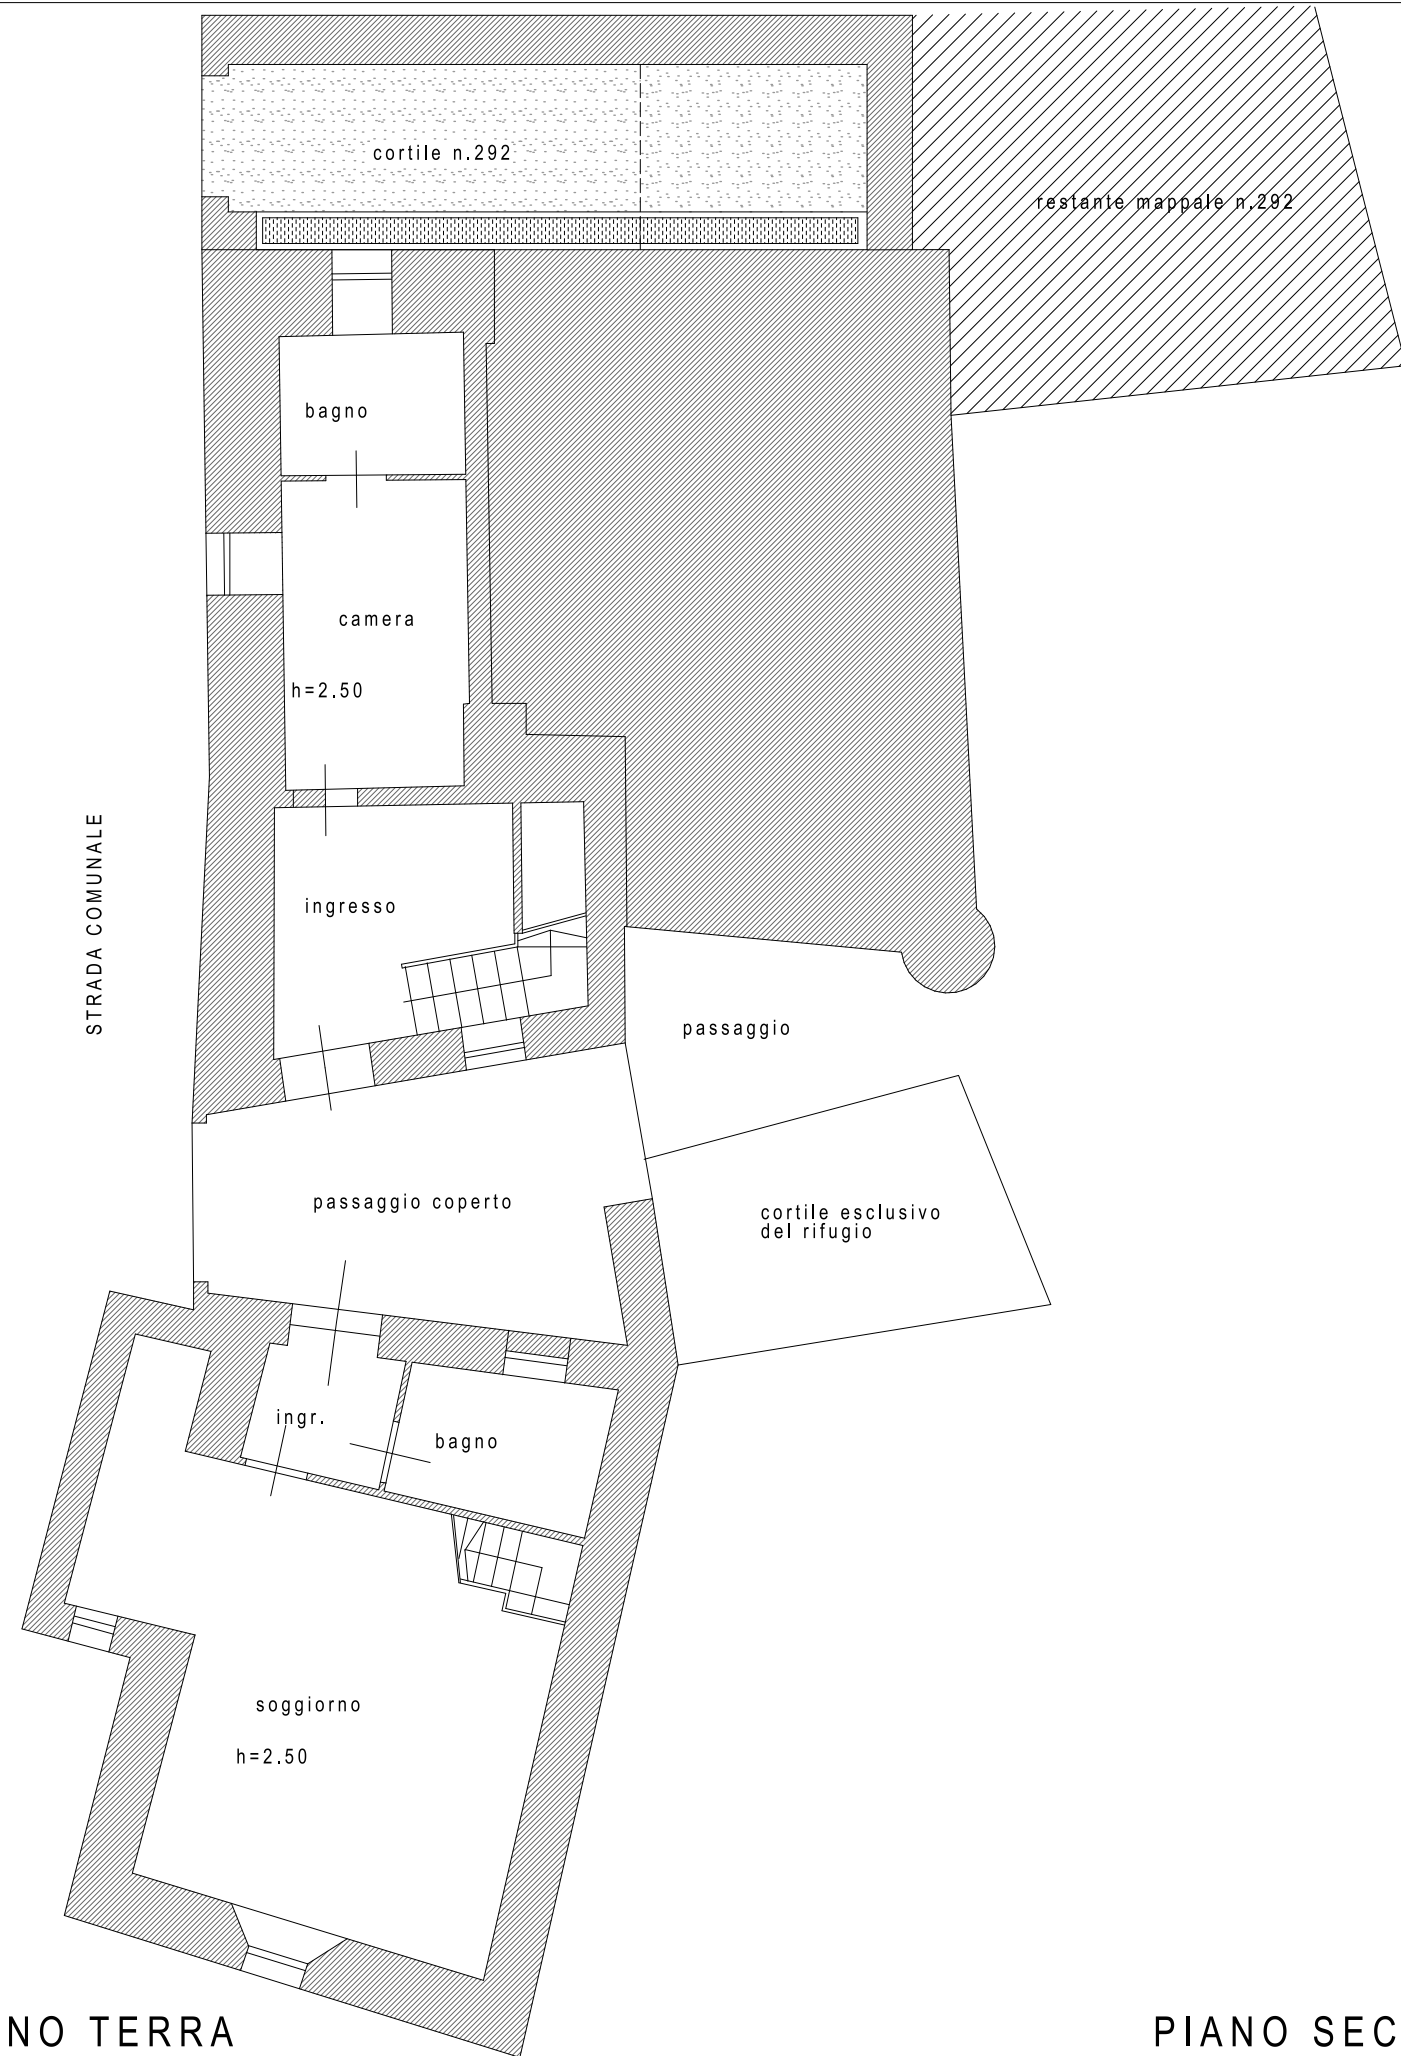 cortile n.292
restante mappale n.292
bagno
camera
h=2.50
STRADA COMUNALE
ingresso
passaggio
passaggio coperto
cortile esclusivo
del rifugio
ingr.
bagno
soggiorno
h=2.50
NO TERRA
PIANO SEC